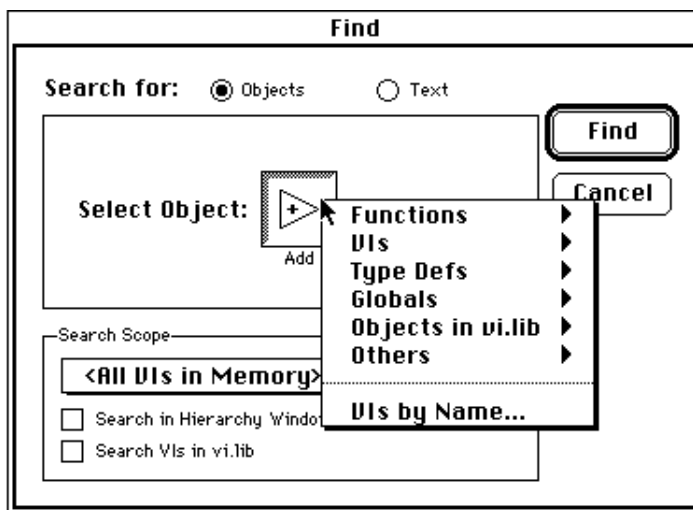 Find
Search for: Objects Text
Find
Cancel
Select Object:
Add
Functions
VIs
Type Defs
Globals
Objects in vi.lib
Others
VIs by Name...
Search Scope
<All VIs in Memory>
Search in Hierarchy Window
Search VIs in vi.lib